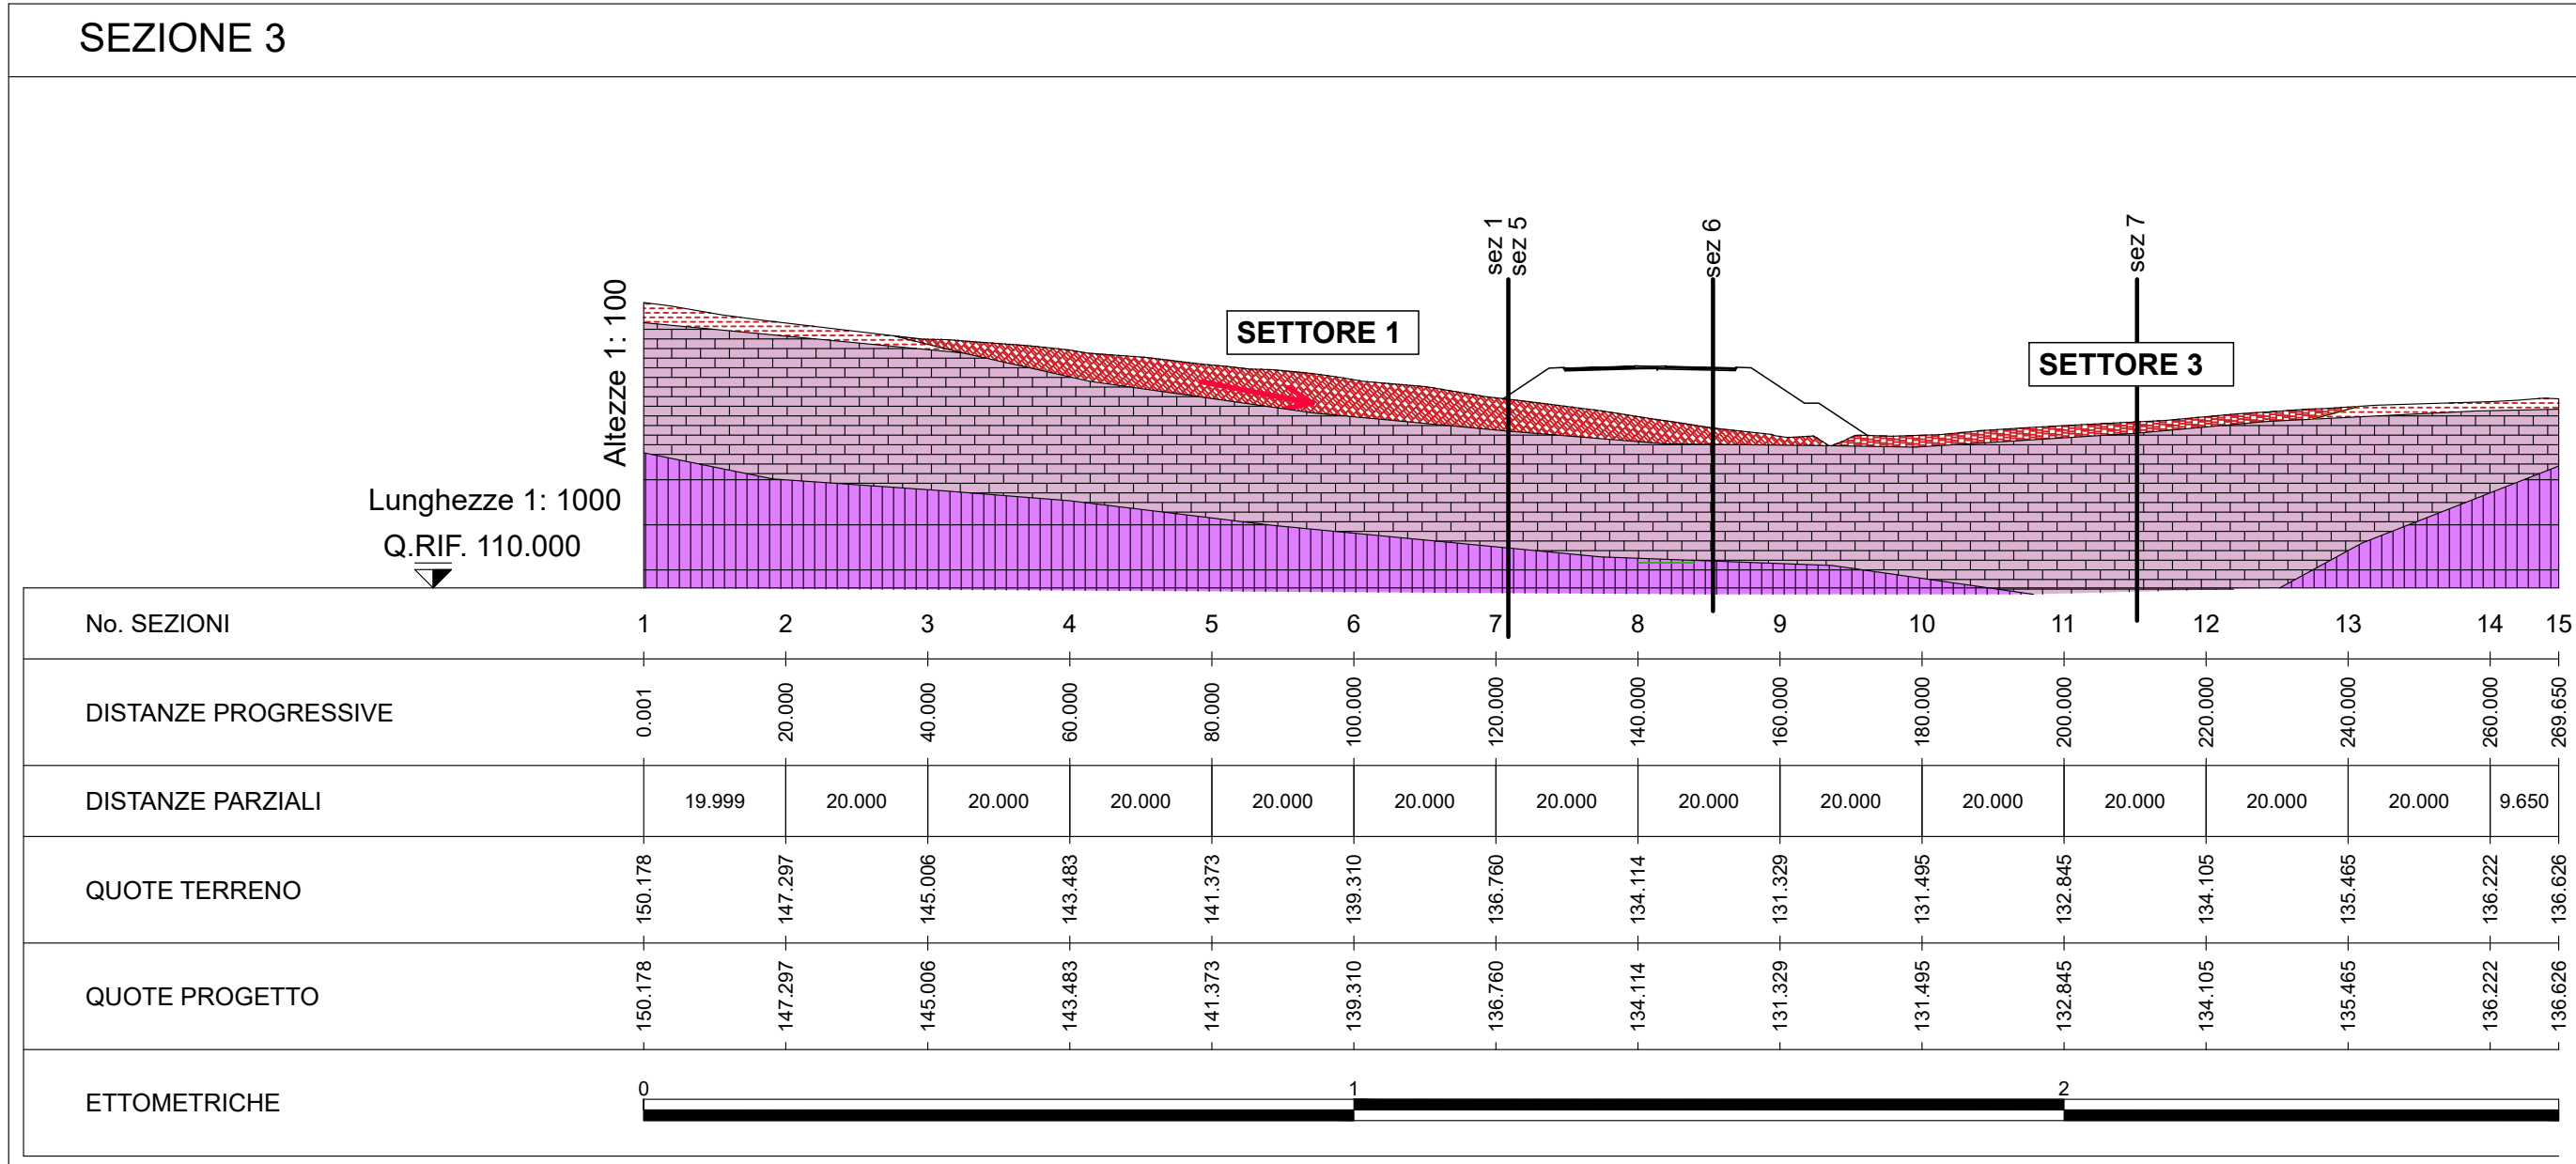 SEZIONE 3
sez 1
sez 5
sez 6
sez 7
Altezze 1: 100
SETTORE 1
SETTORE 3
Lunghezze 1: 1000
Q.RIF. 110.000
No. SEZIONI 1 2 3 4 5 6 7 8 9 10 11 12 13 14 15
DISTANZE PROGRESSIVE 0.001 20.000 40.000 60.000 80.000 100.000 120.000 140.000 160.000 180.000 200.000 220.000 240.000 260.000 269.650
DISTANZE PARZIALI 19.999 20.000 20.000 20.000 20.000 20.000 20.000 20.000 20.000 20.000 20.000 20.000 20.000 9.650
QUOTE TERRENO 150.178 147.297 145.006 143.483 141.373 139.310 136.760 134.114 131.329 131.495 132.845 134.105 135.465 136.222 136.626
QUOTE PROGETTO 150.178 147.297 145.006 143.483 141.373 139.310 136.760 134.114 131.329 131.495 132.845 134.105 135.465 136.222 136.626
ETTOMETRICHE 0 1 2